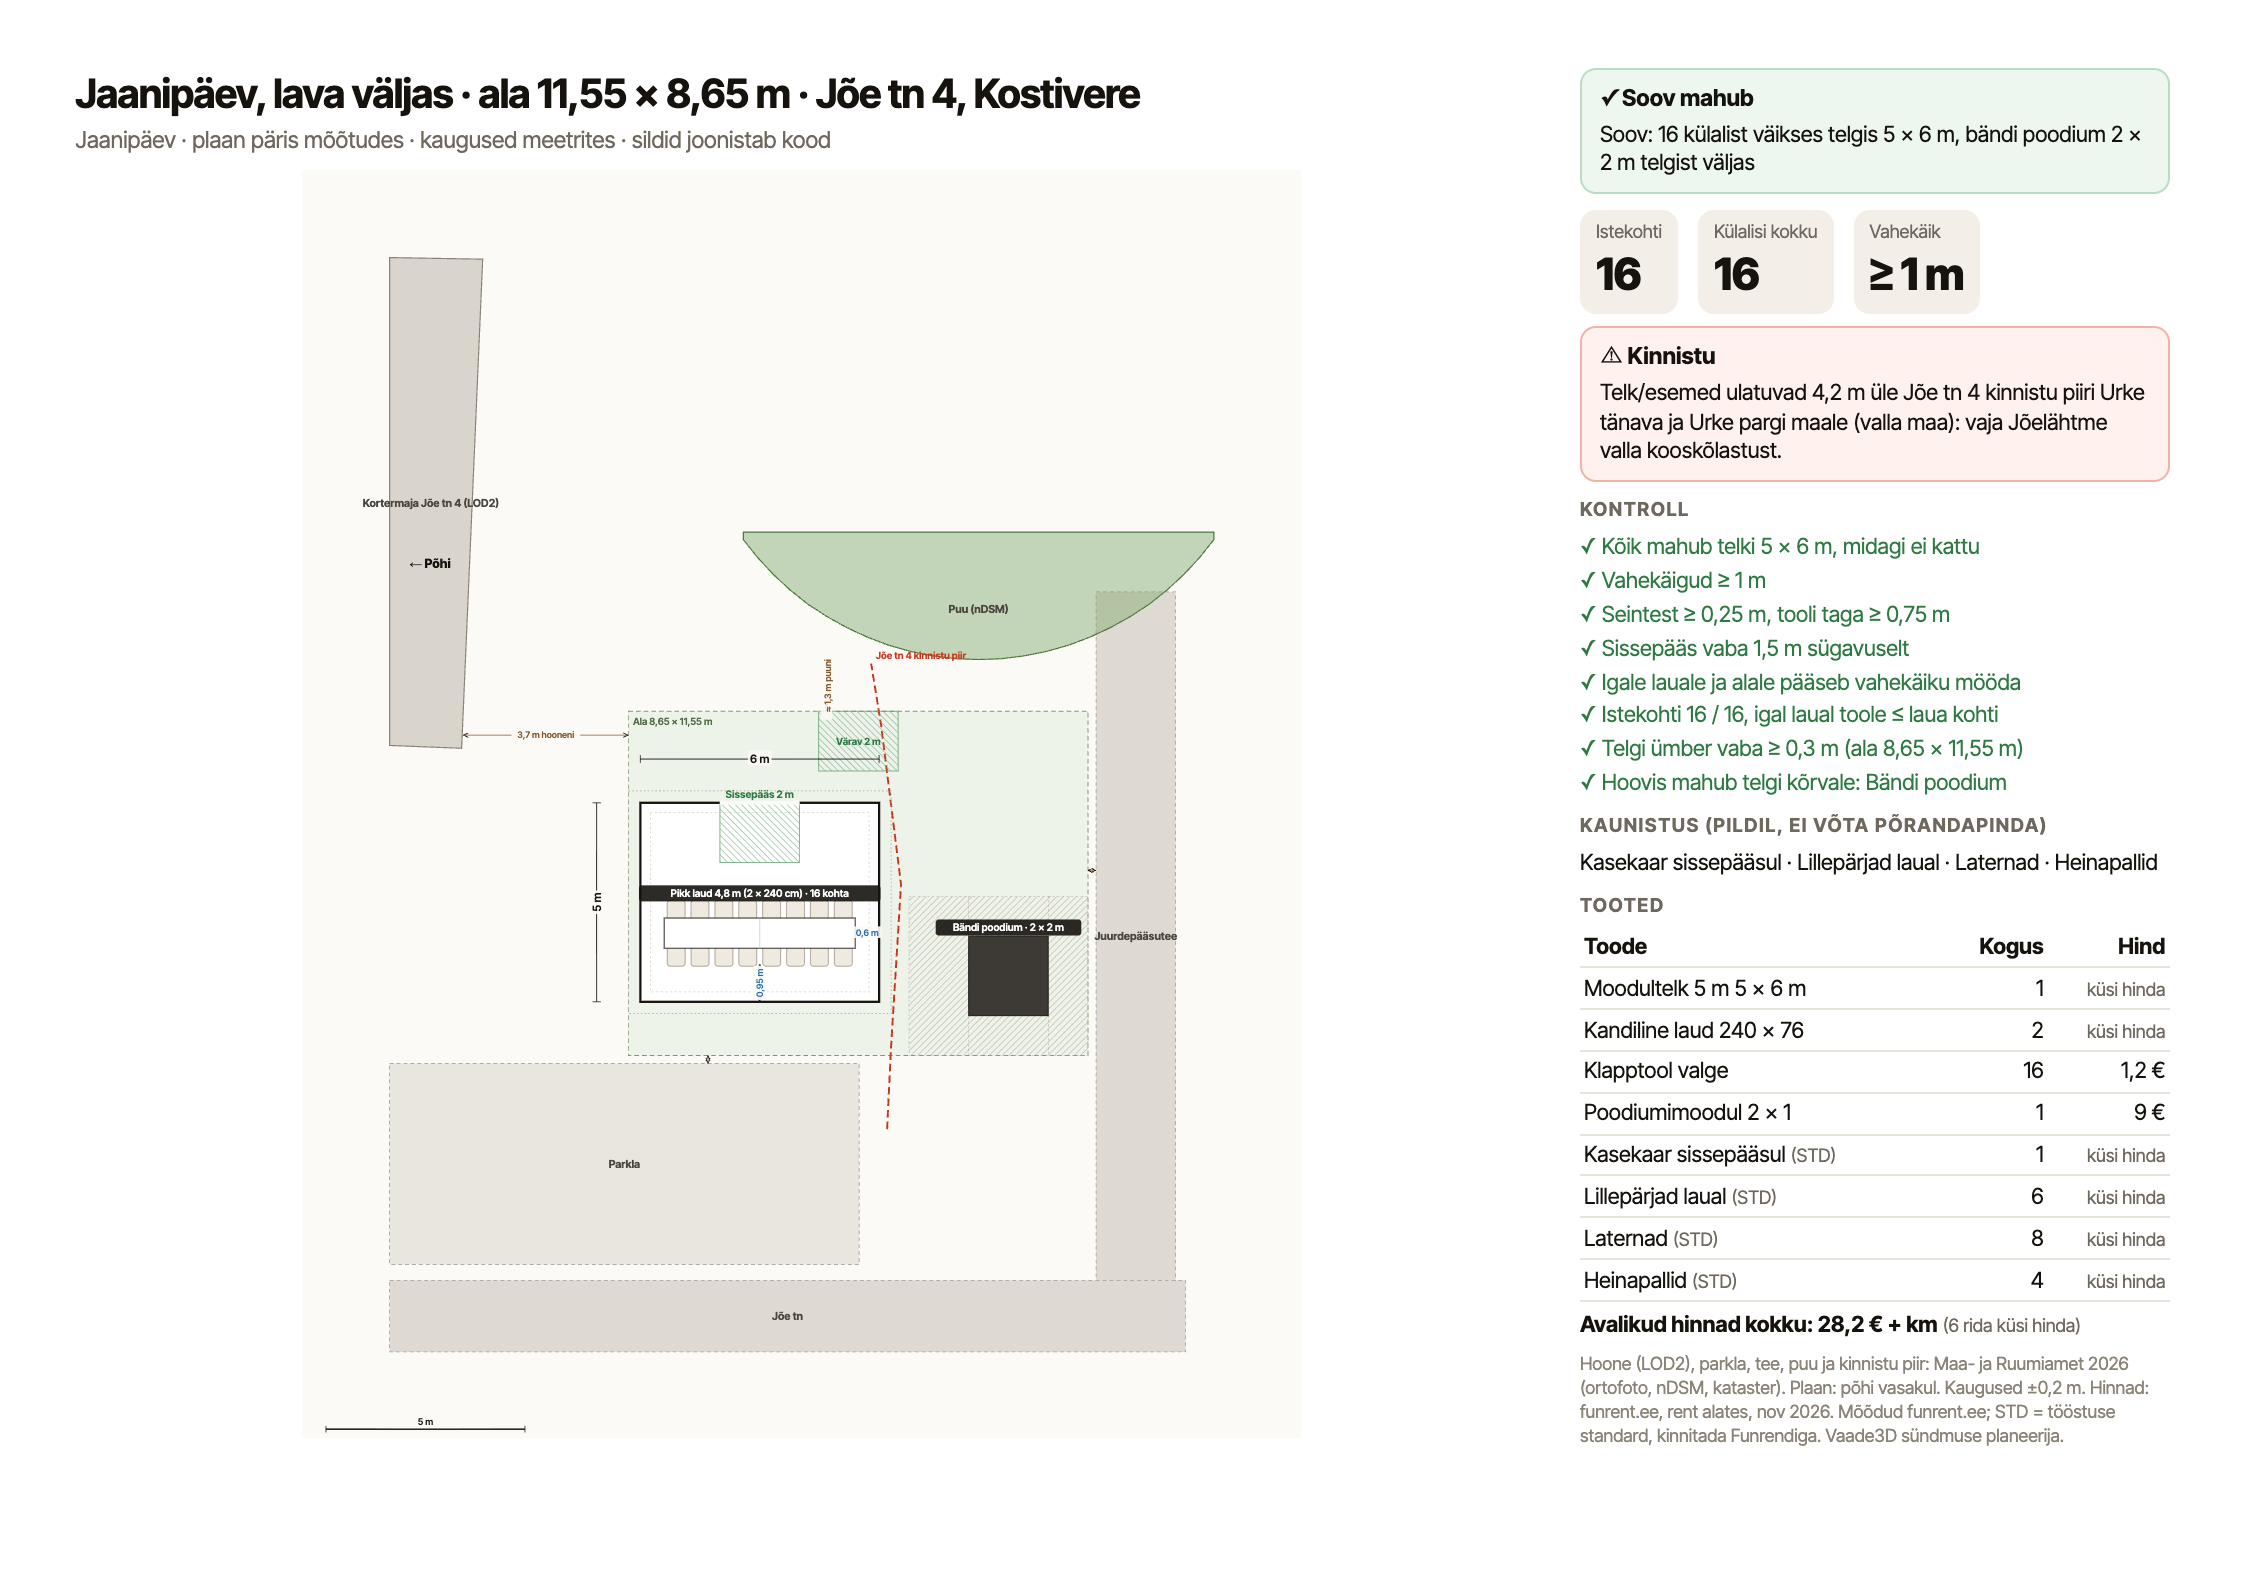 Jaanipäev, lava väljas · ala 11,55 × 8,65 m · Jõe tn 4, Kostivere
Jaanipäev · plaan päris mõõtudes · kaugused meetrites · sildid joonistab kood
Kortermaja Jõe tn 4 (LOD2)
← Põhi
Puu (nDSM)
Jõe tn 4 kinnistu piir
≈ 1,3 m puuni
Ala 8,65 × 11,55 m
3,7 m hooneni
Värav 2 m
6 m
Sissepääs 2 m
5 m
Pikk laud 4,8 m (2 × 240 cm) · 16 kohta
0,6 m
0,95 m
Bändi poodium · 2 × 2 m
Juurdepääsutee
Parkla
Jõe tn
5 m
✓ Soov mahub
Soov: 16 külalist väikses telgis 5 × 6 m, bändi poodium 2 ×
2 m telgist väljas
Istekohti
16
Külalisi kokku
16
Vahekäik
≥ 1 m
⚠ Kinnistu
Telk/esemed ulatuvad 4,2 m üle Jõe tn 4 kinnistu piiri Urke
tänava ja Urke pargi maale (valla maa): vaja Jõelähtme
valla kooskõlastust.
KONTROLL
✓ Kõik mahub telki 5 × 6 m, midagi ei kattu
✓ Vahekäigud ≥ 1 m
✓ Seintest ≥ 0,25 m, tooli taga ≥ 0,75 m
✓ Sissepääs vaba 1,5 m sügavuselt
✓ Igale lauale ja alale pääseb vahekäiku mööda
✓ Istekohti 16 / 16, igal laual toole ≤ laua kohti
✓ Telgi ümber vaba ≥ 0,3 m (ala 8,65 × 11,55 m)
✓ Hoovis mahub telgi kõrvale: Bändi poodium
KAUNISTUS (PILDIL, EI VÕTA PÕRANDAPINDA)
Kasekaar sissepääsul · Lillepärjad laual · Laternad · Heinapallid
TOOTED
Toode Kogus Hind
Moodultelk 5 m 5 × 6 m 1 küsi hinda
Kandiline laud 240 × 76 2 küsi hinda
Klapptool valge 16 1,2 €
Poodiumimoodul 2 × 1 1 9 €
Kasekaar sissepääsul (STD) 1 küsi hinda
Lillepärjad laual (STD) 6 küsi hinda
Laternad (STD) 8 küsi hinda
Heinapallid (STD) 4 küsi hinda
Avalikud hinnad kokku: 28,2 € + km (6 rida küsi hinda)
Hoone (LOD2), parkla, tee, puu ja kinnistu piir: Maa- ja Ruumiamet 2026
(ortofoto, nDSM, kataster). Plaan: põhi vasakul. Kaugused ±0,2 m. Hinnad:
funrent.ee, rent alates, nov 2026. Mõõdud funrent.ee; STD = tööstuse
standard, kinnitada Funrendiga. Vaade3D sündmuse planeerija.